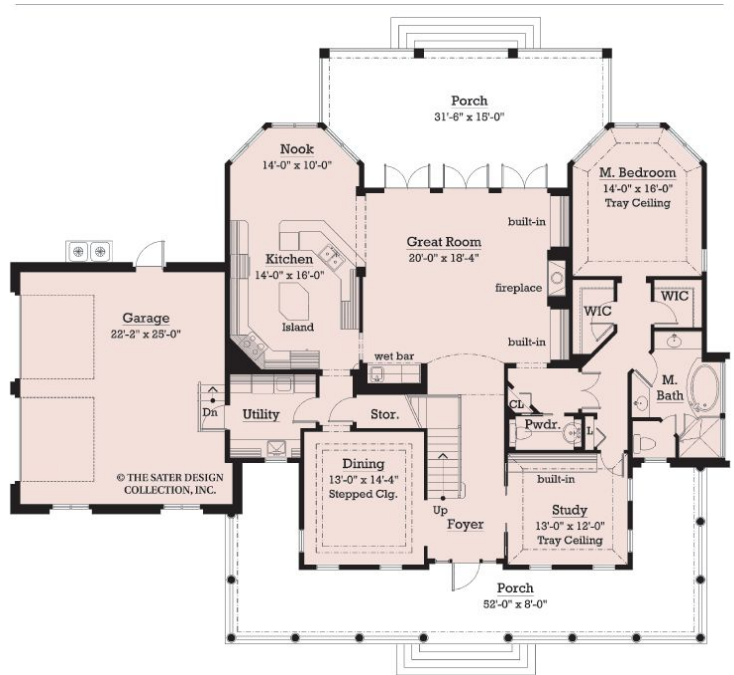 Porch
31'-6" x 15'-0"
Nook
14'-0" x 10'-0"
M. Bedroom
14'-0" x 16'-0"
Tray Ceiling
built-in
Great Room
20'-0" x 18'-4"
Kitchen
14'-0" x 16'-0"
fireplace
WIC
WIC
Garage
22'-2" x 25'-0"
Island
built-in
wet bar
M.
Bath
CL
Dn
Utility
Stor.
Pwdr.
L
Dining
13'-0" x 14'-4"
Stepped Clg.
© THE SATER DESIGN
COLLECTION, INC.
built-in
Up
Foyer
Study
13'-0" x 12'-0"
Tray Ceiling
Porch
52'-0" x 8'-0"